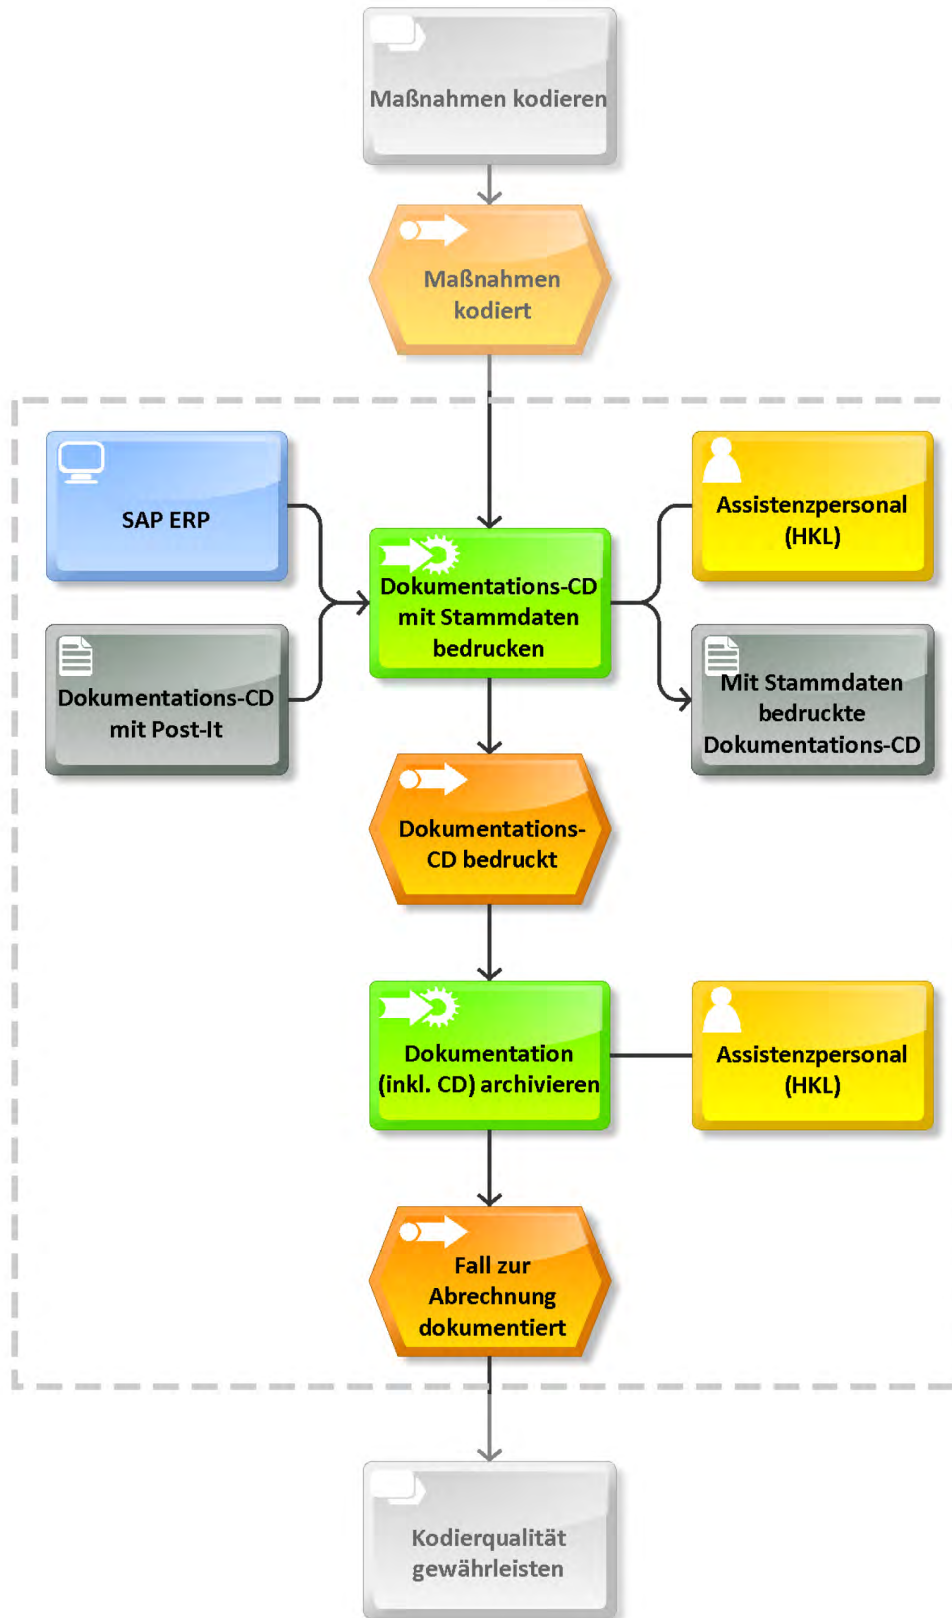 Maßnahmen kodieren
Maßnahmen
kodiert
SAP ERP
Assistenzpersonal
(HKL)
Dokumentations-CD
mit Stammdaten
bedrucken
Dokumentations-CD
mit Post-It
Mit Stammdaten
bedruckte
Dokumentations-CD
Dokumentations-
CD bedruckt
Dokumentation
(inkl. CD) archivieren
Assistenzpersonal
(HKL)
Fall zur
Abrechnung
dokumentiert
Kodierqualität
gewährleisten